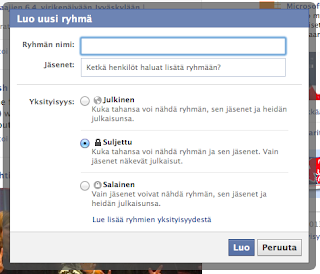 Microsof
Luo uusi ryhmä
Ryhmän nimi:
Jäsenet: Ketkä henkilöt haluat lisätä ryhmään?
Yksityisyys: Julkinen
Kuka tahansa voi nähdä ryhmän, sen jäsenet ja heidän
julkaisunsa.
Suljettu
Kuka tahansa voi nähdä ryhmän ja sen jäsenet. Vain
jäsenet näkevät julkaisut.
Salainen
Vain jäsenet voivat nähdä ryhmän, sen jäsenet ja heidän
julkaisunsa.
Lue lisää ryhmien yksityisyydestä
Luo Peruuta